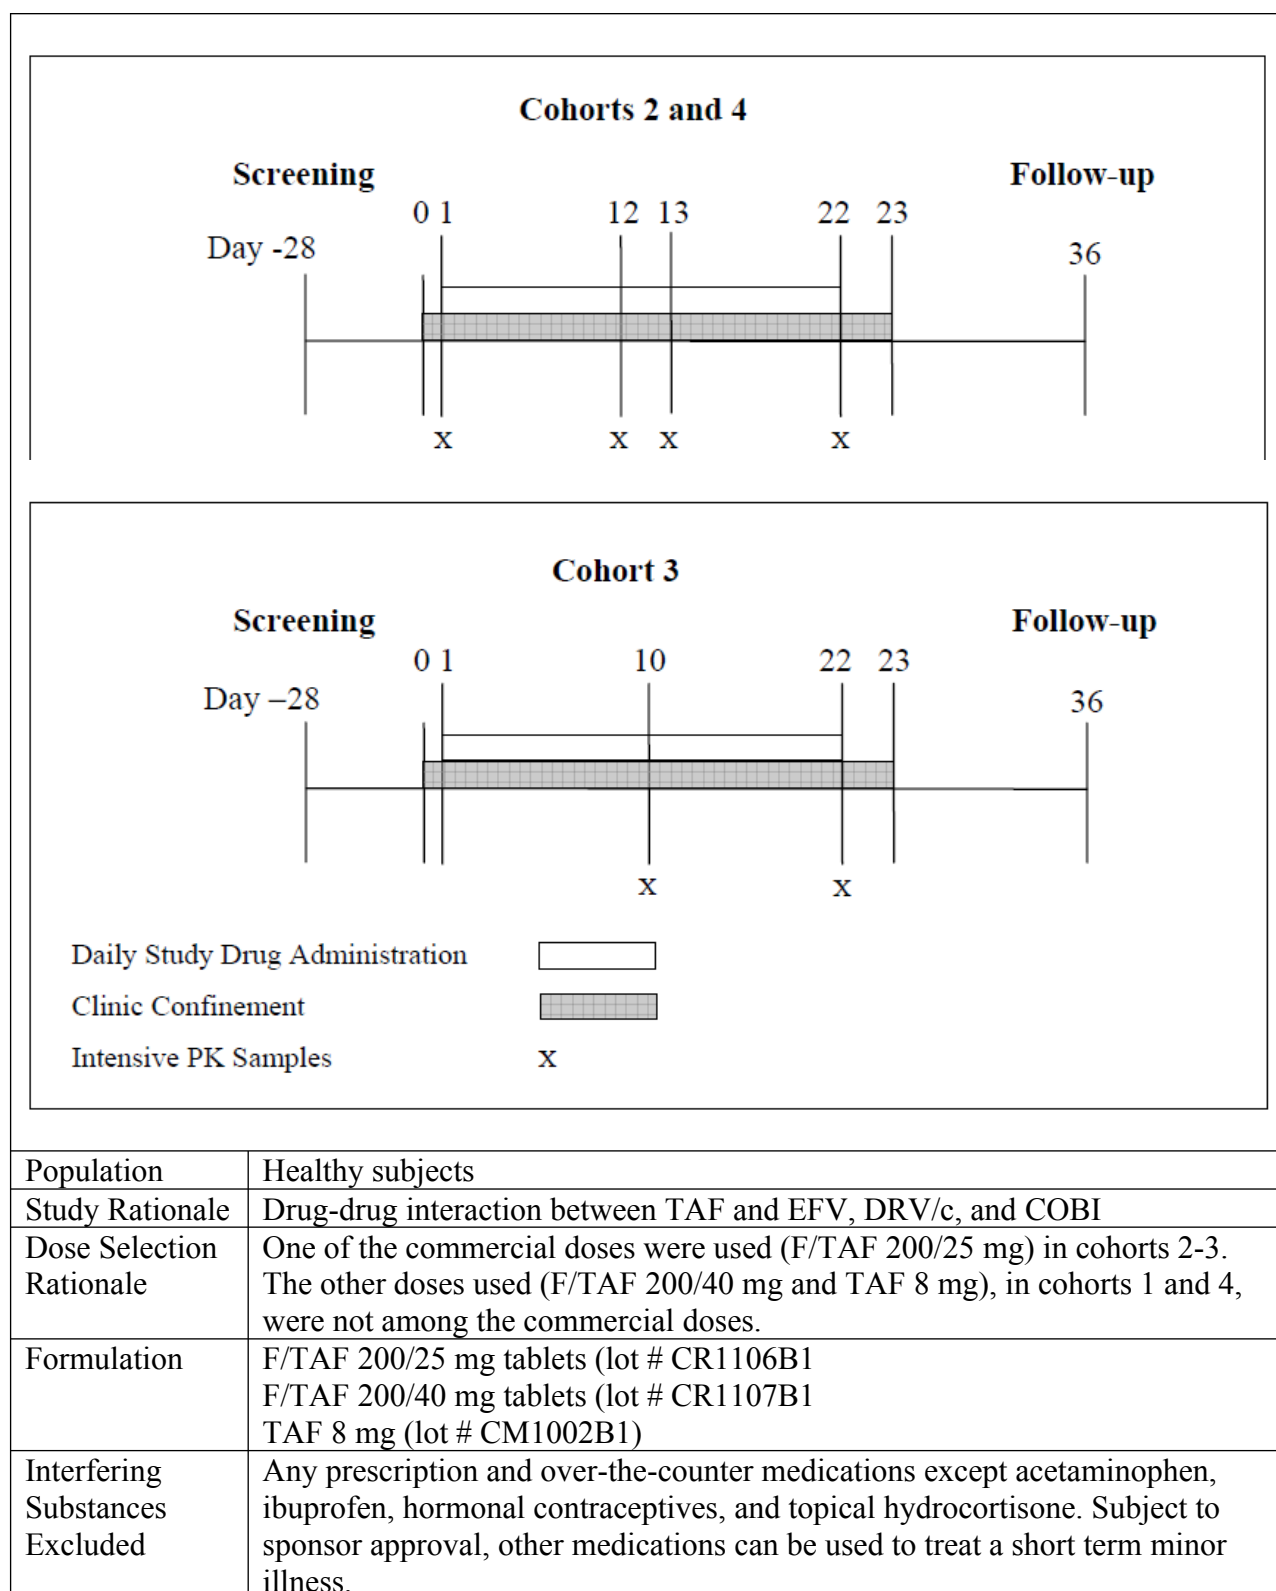 Cohorts 2 and 4
Screening Follow-up
0 1 12 13 22 23
Day -28 36
x x x x
Cohort 3
Screening Follow-up
0 1 10 22 23
Day –28 36
x x
Daily Study Drug Administration
Clinic Confinement
Intensive PK Samples x
Population Healthy subjects
Study Rationale Drug-drug interaction between TAF and EFV, DRV/c, and COBI
Dose Selection One of the commercial doses were used (F/TAF 200/25 mg) in cohorts 2-3.
Rationale The other doses used (F/TAF 200/40 mg and TAF 8 mg), in cohorts 1 and 4,
were not among the commercial doses.
Formulation F/TAF 200/25 mg tablets (lot # CR1106B1
F/TAF 200/40 mg tablets (lot # CR1107B1
TAF 8 mg (lot # CM1002B1)
Interfering Any prescription and over-the-counter medications except acetaminophen,
Substances ibuprofen, hormonal contraceptives, and topical hydrocortisone. Subject to
Excluded sponsor approval, other medications can be used to treat a short term minor
illness.